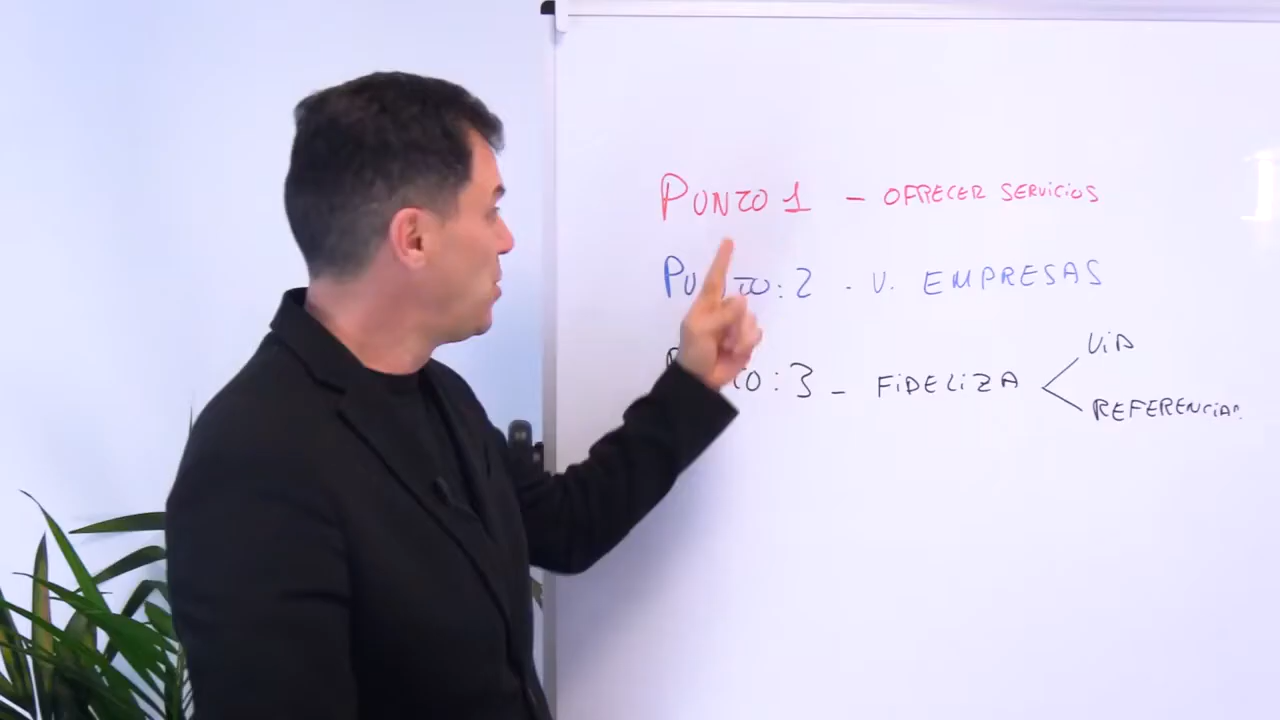 PUNTO 1 - OFRECER SERVICIOS
: 2 - V. EMPRESAS
: 3 - FiDELiZA
ViA
REFERENCIAR